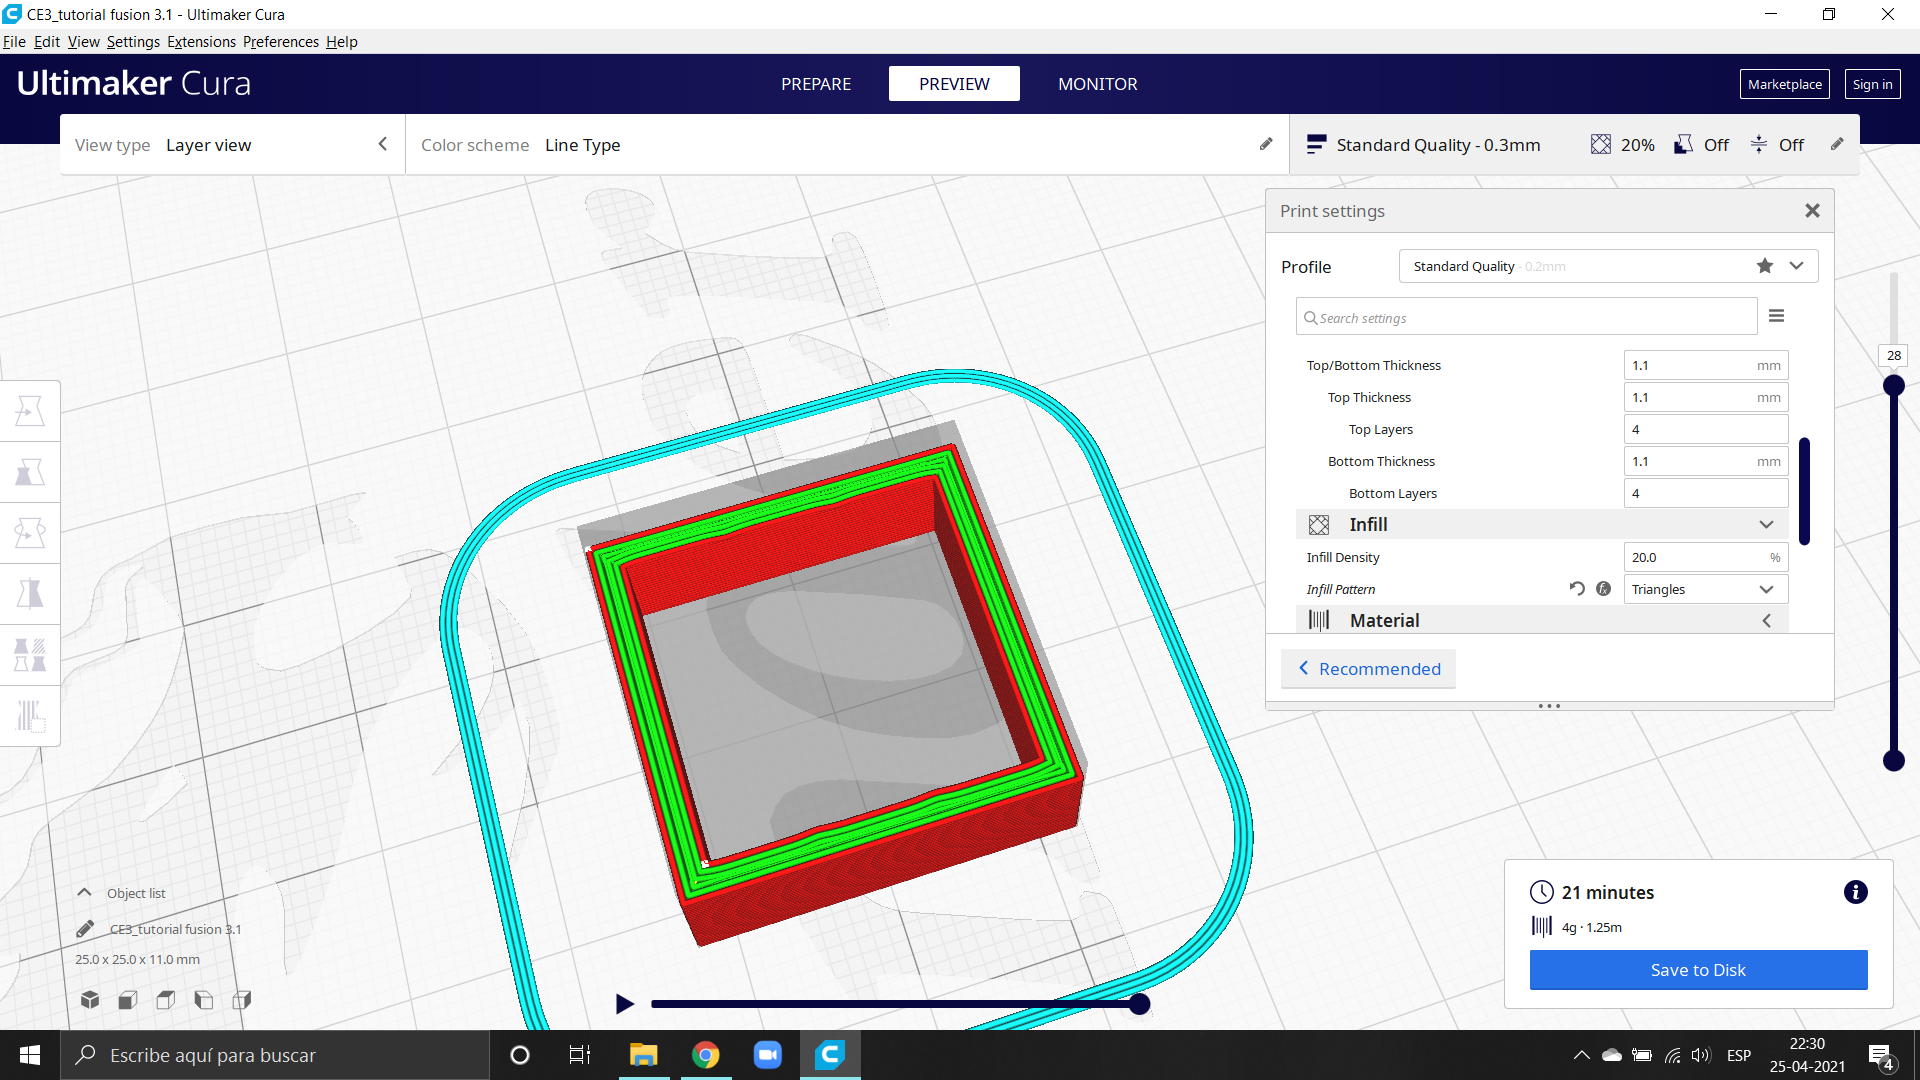 CE3_tutorial fusion 3.1 - Ultimaker Cura
File Edit View Settings Extensions Preferences Help
Ultimaker Cura
PREPARE PREVIEW MONITOR
Marketplace Sign in
View type Layer view Color scheme Line Type Standard Quality - 0.3mm 20% Off Off
Print settings
Profile Standard Quality - 0.2mm
Search settings
28
Top/Bottom Thickness 1.1 mm
Top Thickness 1.1 mm
Top Layers 4
Bottom Thickness 1.1 mm
Bottom Layers 4
Infill
Infill Density 20.0 %
Infill Pattern fx Triangles
Material
Recommended
Object list
CE3_tutorial fusion 3.1
25.0 x 25.0 x 11.0 mm
21 minutes
4g · 1.25m
Save to Disk
Escribe aquí para buscar
ESP
22:30
25-04-2021
4